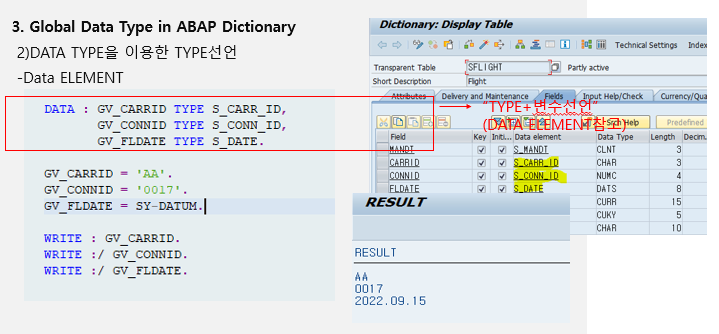 3. Global Data Type in ABAP Dictionary
2)DATA TYPE을 이용한 TYPE선언
-Data ELEMENT
DATA : GV_CARRID TYPE S_CARR_ID,
GV_CONNID TYPE S_CONN_ID,
GV_FLDATE TYPE S_DATE.
GV_CARRID = 'AA'.
GV_CONNID = '0017'.
GV_FLDATE = SY-DATUM.
WRITE : GV_CARRID.
WRITE :/ GV_CONNID.
WRITE :/ GV_FLDATE.
Dictionary: Display Table
Technical Settings Index
Transparent Table SFLIGHT Partly active
Short Description Flight
Attributes Delivery and Maintenance Fields Input Help/Check Currency/Qua
"TYPE+변수선언"
(DATA ELEMENT참고)
Help Predefined
Field Key Initi... Data element Data Type Length Decim.
MANDT S_MANDT CLNT 3
CARRID S_CARR_ID CHAR 3
CONNID S_CONN_ID NUMC 4
FLDATE S_DATE DATS 8
CURR 15
CUKY 5
CHAR 10
RESULT
RESULT
AA
0017
2022.09.15